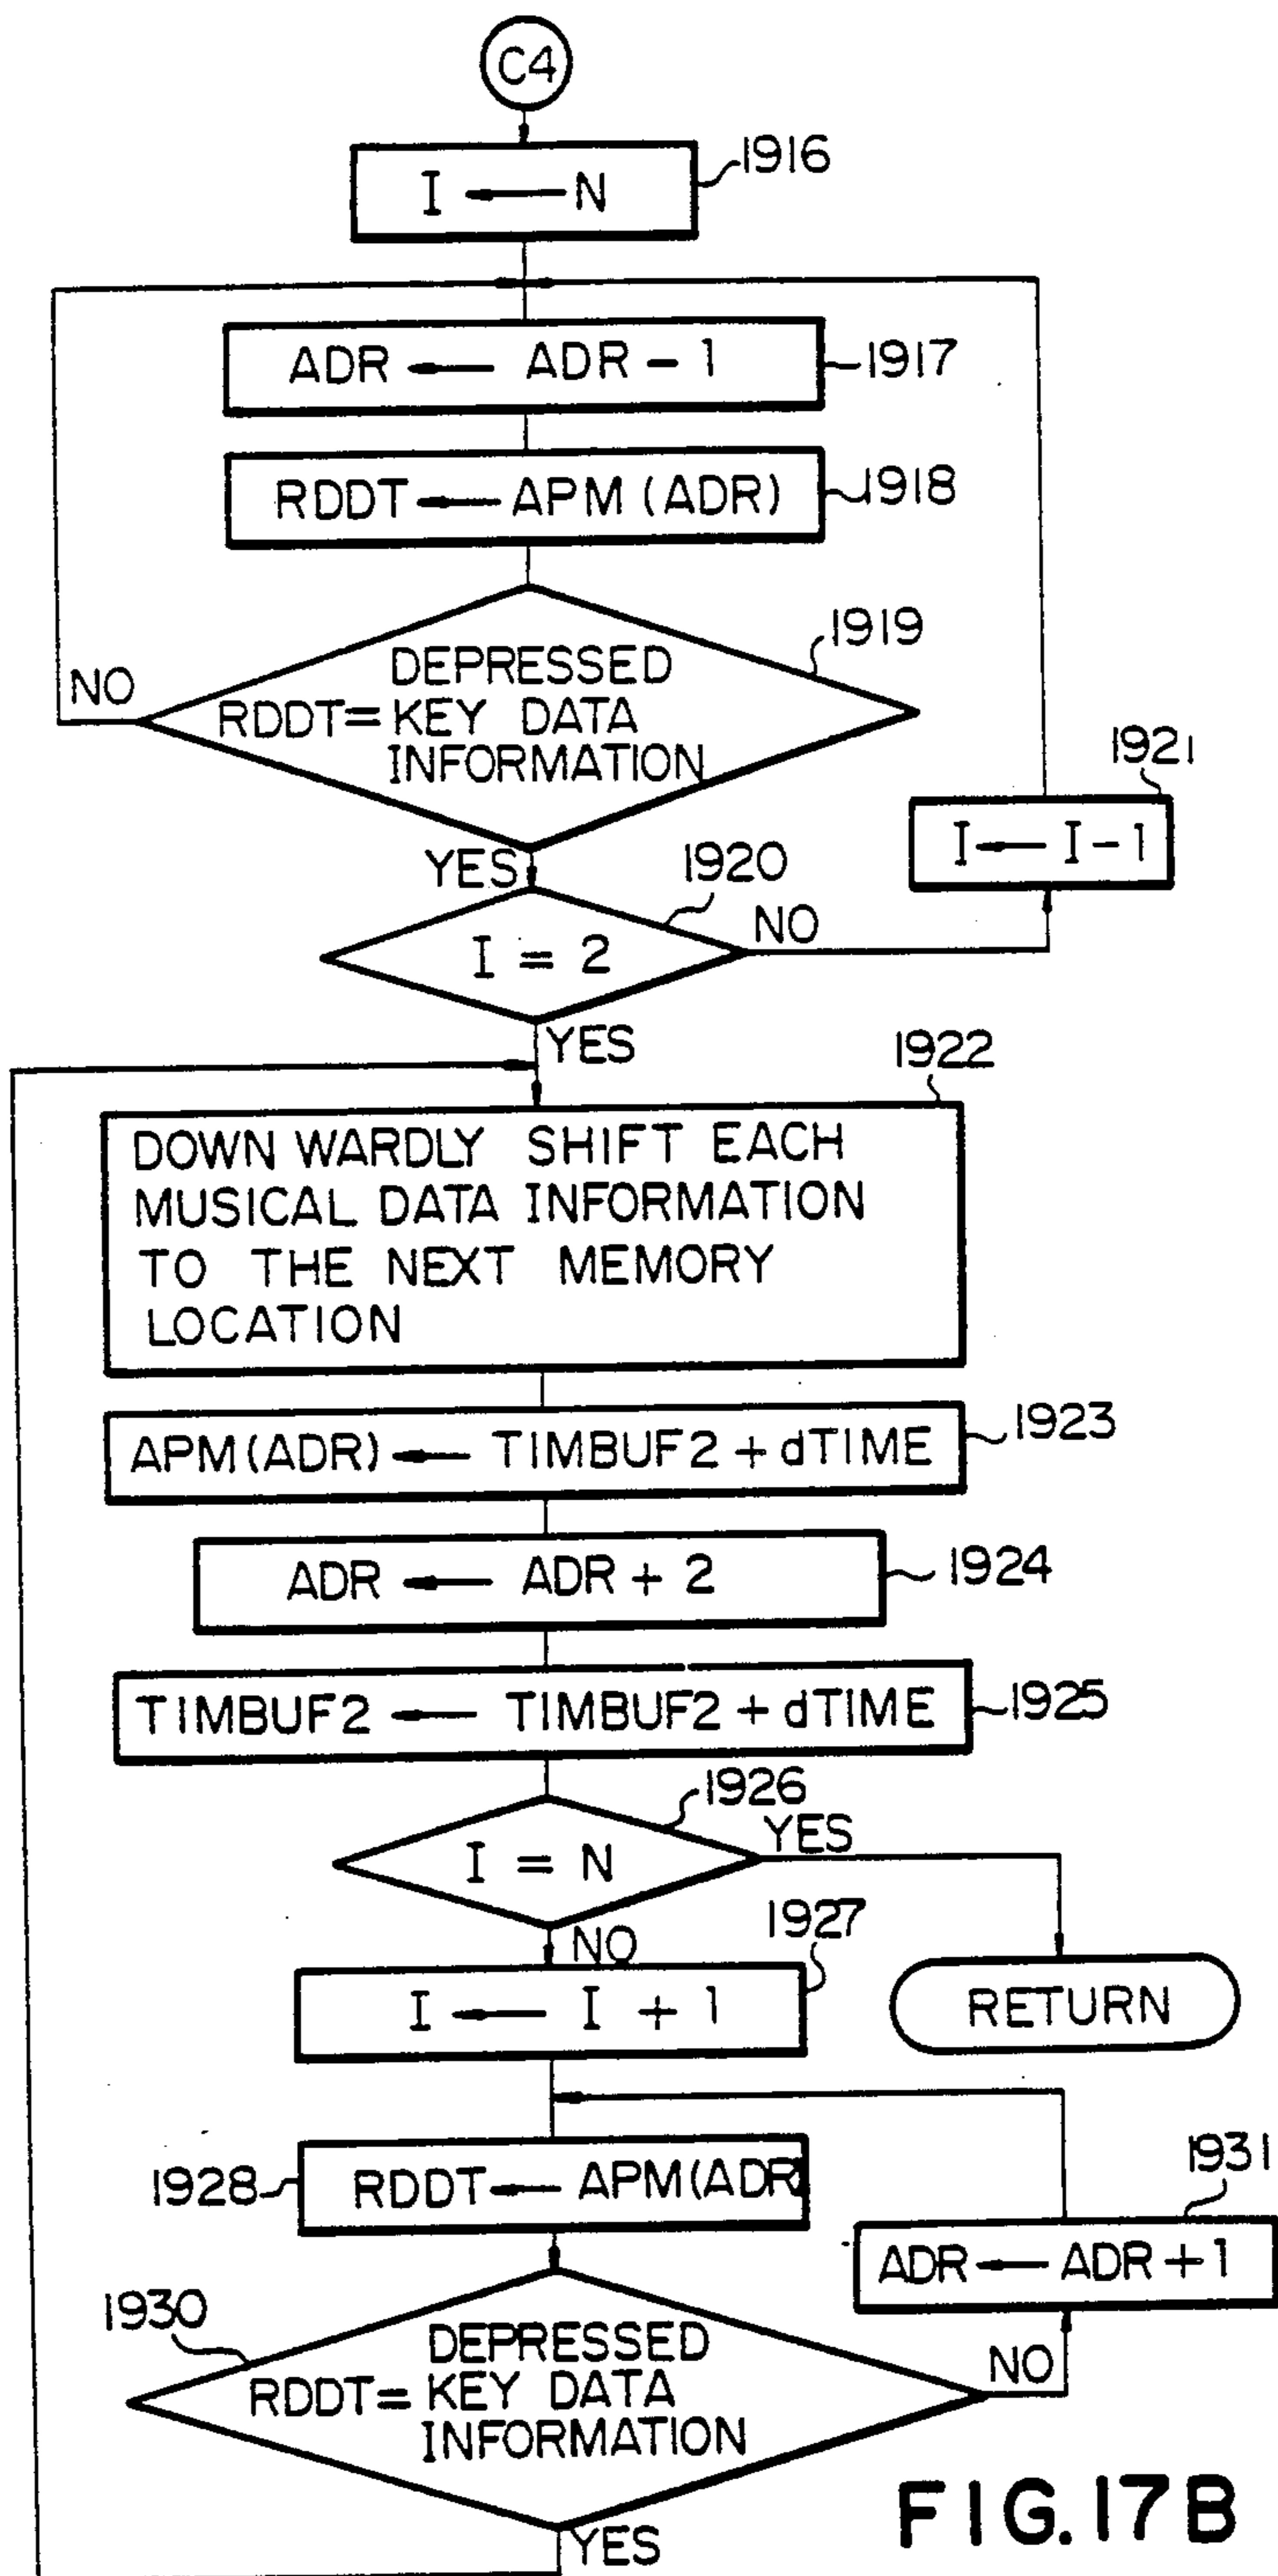 C4
1916
I ← N
ADR ← ADR - 1
1917
RDDT ← APM (ADR)
1918
1919
DEPRESSED
RDDT = KEY DATA
INFORMATION
NO
YES
1921
I ← I - 1
1920
I = 2
NO
YES
1922
DOWN WARDLY SHIFT EACH
MUSICAL DATA INFORMATION
TO THE NEXT MEMORY
LOCATION
1923
APM(ADR) ← TIMBUF2 + dTIME
1924
ADR ← ADR + 2
TIMBUF2 ← TIMBUF2 + dTIME
1925
1926
I = N
YES
NO
1927
I ← I + 1
RETURN
1928
RDDT ← APM(ADR)
1931
ADR ← ADR + 1
1930
DEPRESSED
RDDT = KEY DATA
INFORMATION
NO
YES
FIG. 17B